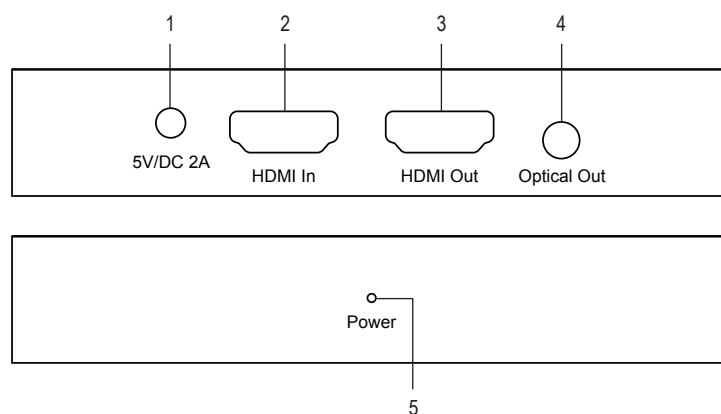 1 2 3 4
5V/DC 2A
HDMI In
HDMI Out
Optical Out
Power
5